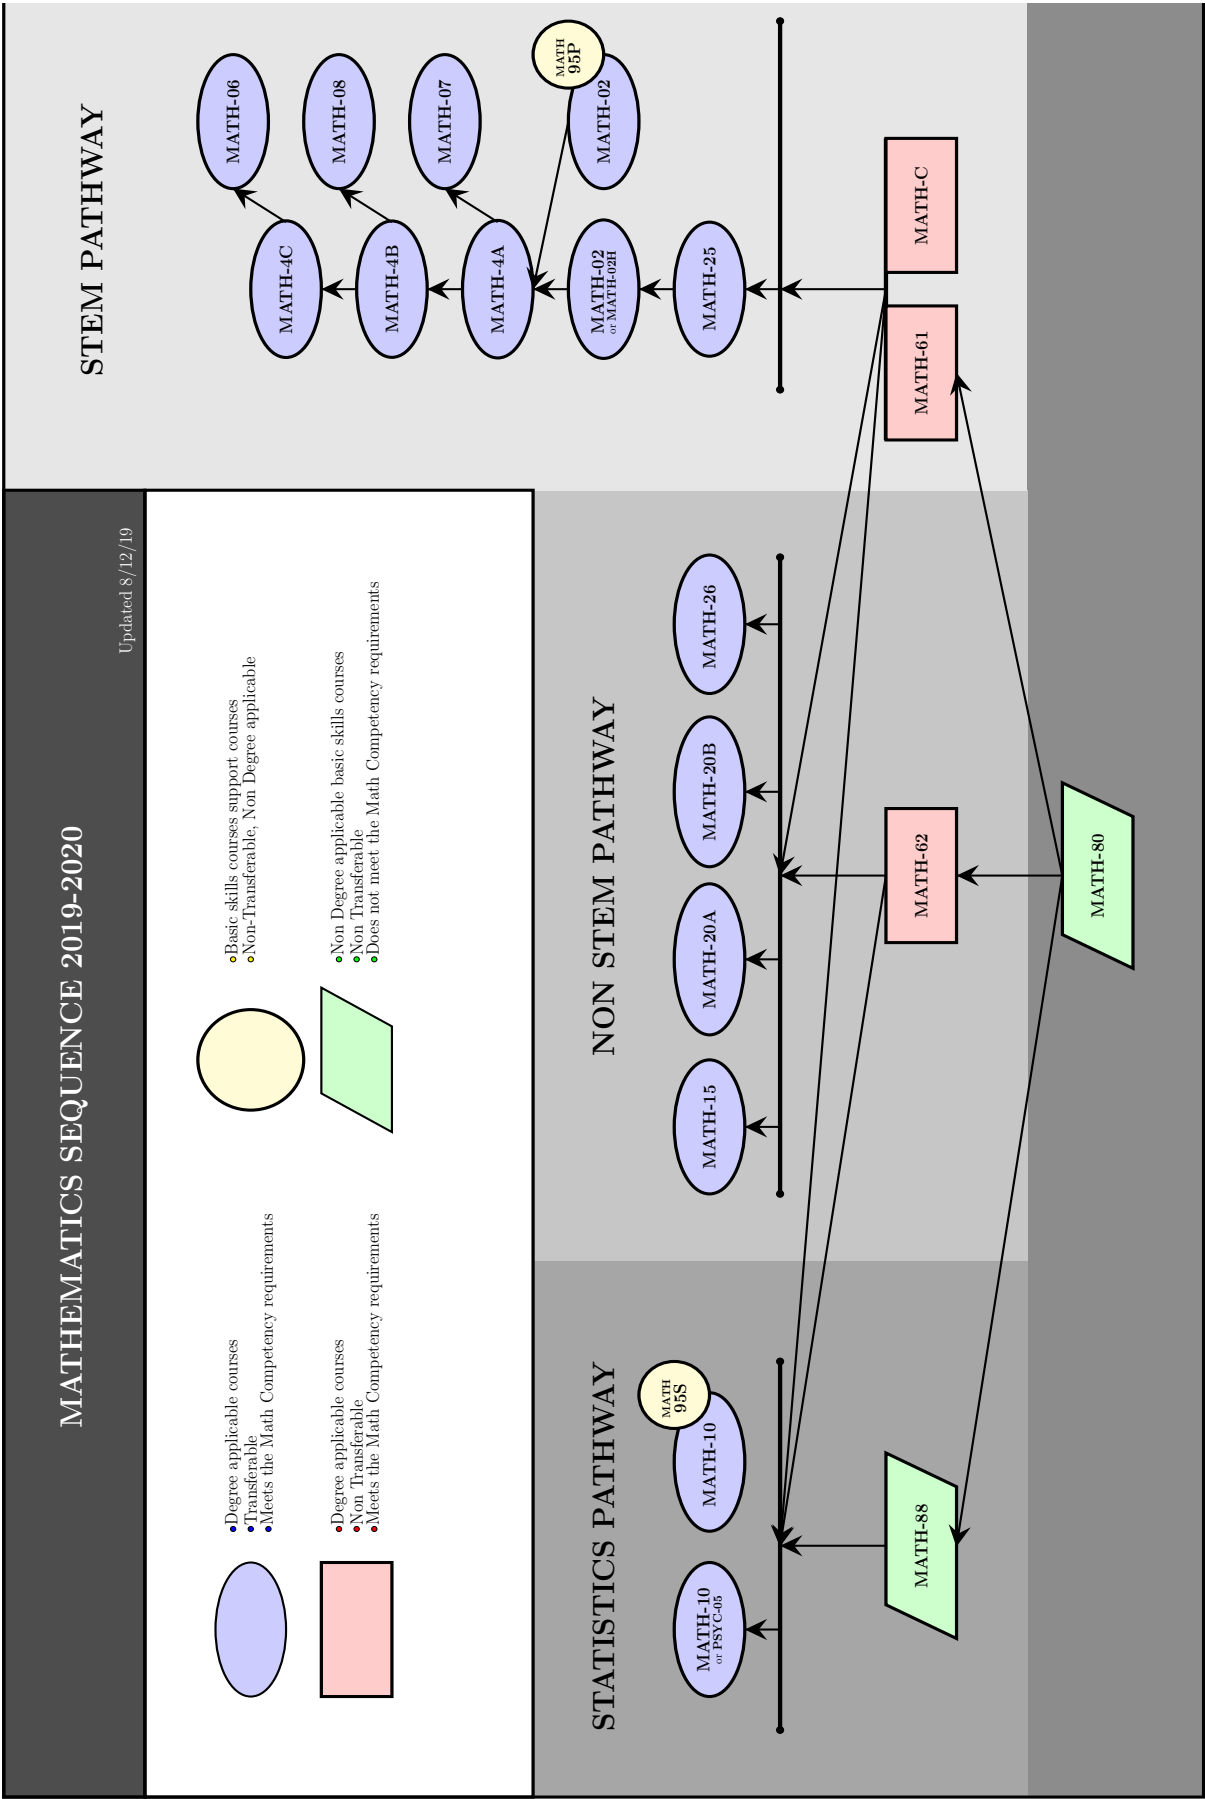 MATHEMATICS SEQUENCE 2019-2020
Updated 8/12/19
Degree applicable courses
Transferable
Meets the Math Competency requirements
Basic skills courses support courses
Non-Transferable, Non Degree applicable
Degree applicable courses
Non Transferable
Meets the Math Competency requirements
Non Degree applicable basic skills courses
Non Transferable
Does not meet the Math Competency requirements
STEM PATHWAY
MATH-06
MATH-4C
MATH-08
MATH-4B
MATH-07
MATH-4A
MATH
95P
MATH-02
MATH-02
or MATH-02H
MATH-25
STATISTICS PATHWAY
MATH-10
or PSYC-05
MATH
95S
MATH-10
NON STEM PATHWAY
MATH-15
MATH-20A
MATH-20B
MATH-26
MATH-88
MATH-62
MATH-61
MATH-C
MATH-80